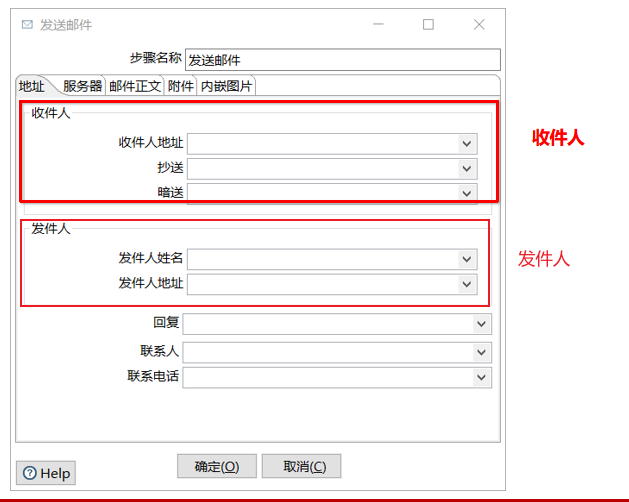 发送邮件
步骤名称 发送邮件
地址 服务器 邮件正文 附件 内嵌图片
收件人
收件人地址
抄送
暗送
收件人
发件人
发件人姓名
发件人地址
发件人
回复
联系人
联系电话
Help 确定(O) 取消(C)